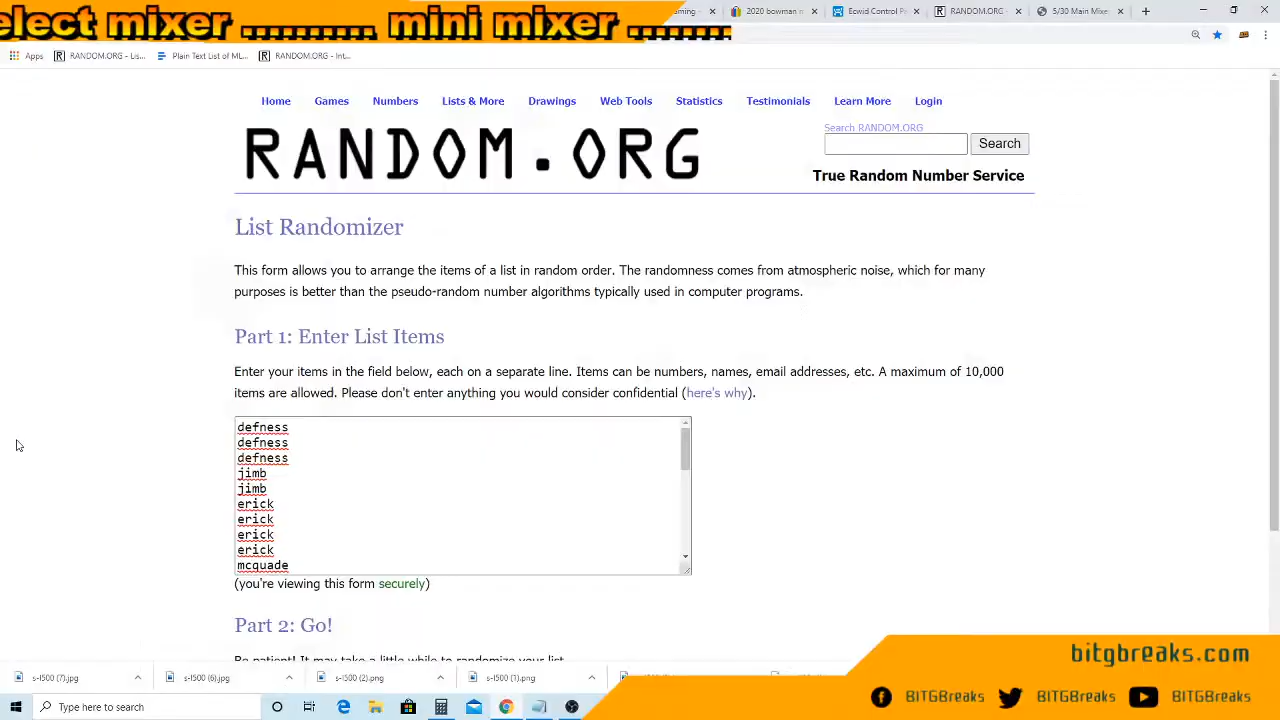 elect mixer .......... mini mixer ........
aming
2020 bowman
Ecwid Control P
RANDOM.ORG
5/30 Main Mixe
Apps
RANDOM.ORG - Lis...
Plain Text List of ML...
RANDOM.ORG - Int...
Home Games Numbers Lists & More Drawings Web Tools Statistics Testimonials Learn More Login
RANDOM.ORG
Search RANDOM.ORG
Search
True Random Number Service
List Randomizer
This form allows you to arrange the items of a list in random order. The randomness comes from atmospheric noise, which for many
purposes is better than the pseudo-random number algorithms typically used in computer programs.
Part 1: Enter List Items
Enter your items in the field below, each on a separate line. Items can be numbers, names, email addresses, etc. A maximum of 10,000
items are allowed. Please don't enter anything you would consider confidential (here's why).
defness
defness
defness
jimb
jimb
erick
erick
erick
erick
mcquade
(you're viewing this form securely)
Part 2: Go!
Be patient! It may take a little while to randomize your list
s-l500 (7).jpg
s-l500 (6).jpg
s-l500 (2).png
s-l500 (1).png
bitgbreaks.com
Type here to search
BITGBreaks
BITGBreaks
BITGBreaks